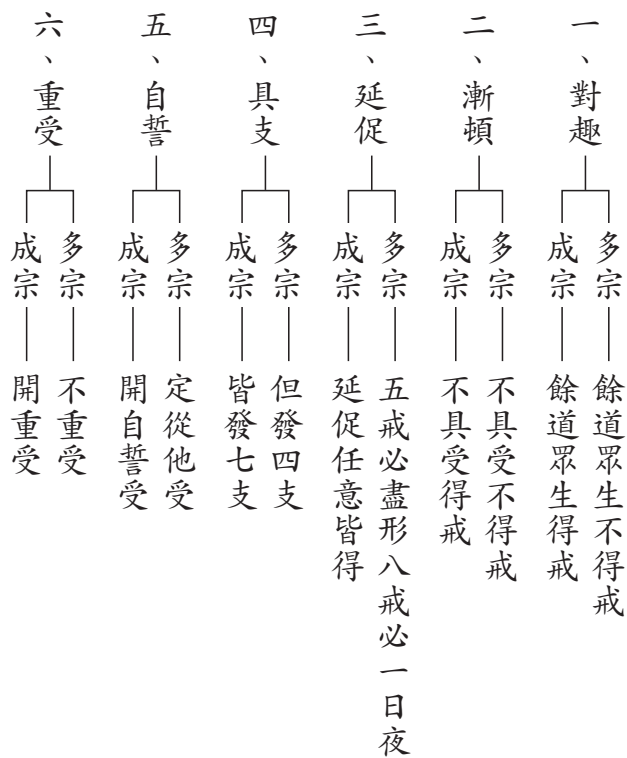 一、對趣
多宗
餘道眾生不得戒
成宗
餘道眾生得戒
二、漸頓
多宗
不具受不得戒
成宗
不具受得戒
三、延促
多宗
五戒必盡形八戒必一日夜
成宗
延促任意皆得
四、具支
多宗
但發四支
成宗
皆發七支
五、自誓
多宗
定從他受
成宗
開自誓受
六、重受
多宗
不重受
成宗
開重受